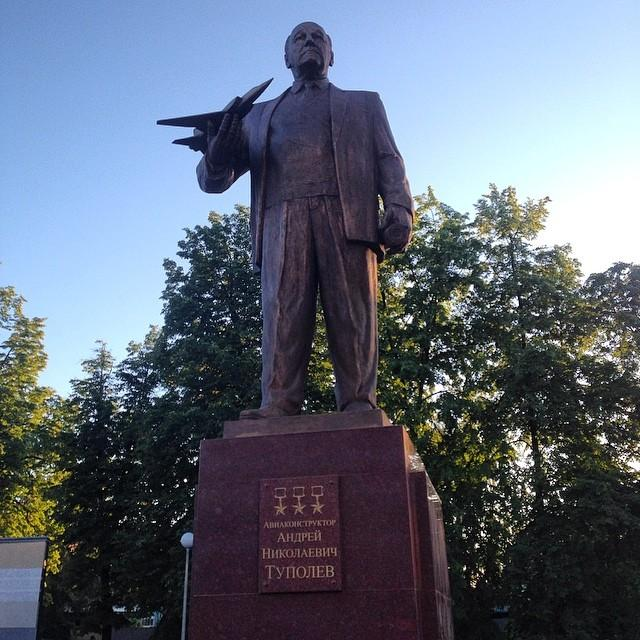 Авиаконструктор
Андрей
Николаевич
Туполев